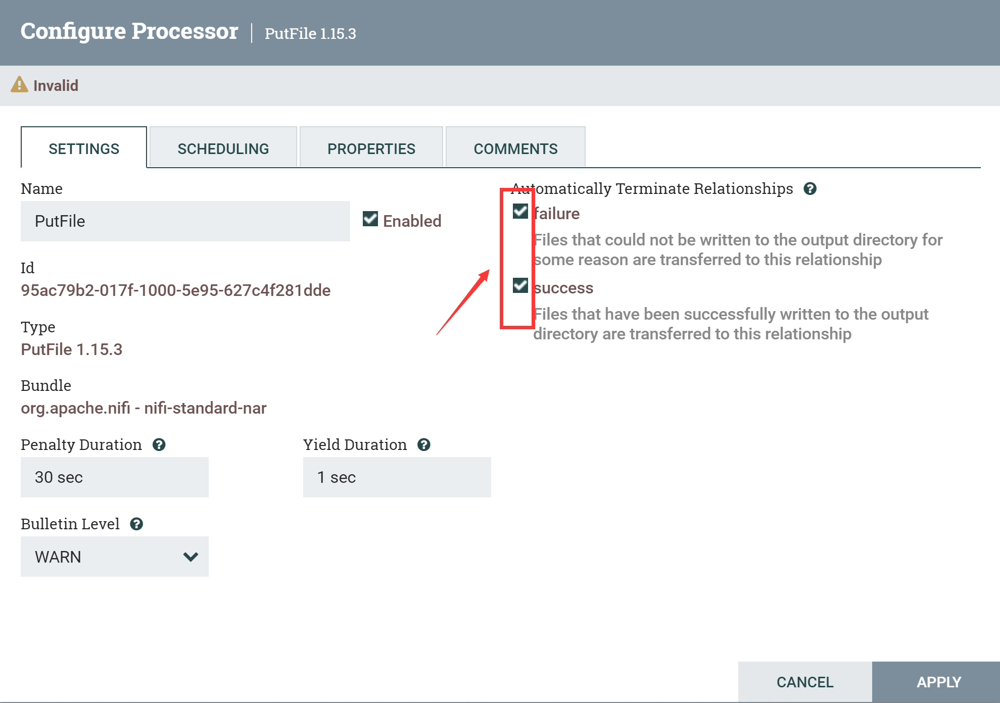 Configure Processor | PutFile 1.15.3
Invalid
SETTINGS SCHEDULING PROPERTIES COMMENTS
Name
PutFile
Enabled
Id
95ac79b2-017f-1000-5e95-627c4f281dde
Type
PutFile 1.15.3
Bundle
org.apache.nifi - nifi-standard-nar
Penalty Duration
30 sec
Yield Duration
1 sec
Bulletin Level
WARN
Automatically Terminate Relationships
failure
Files that could not be written to the output directory for
some reason are transferred to this relationship
success
Files that have been successfully written to the output
directory are transferred to this relationship
CANCEL APPLY